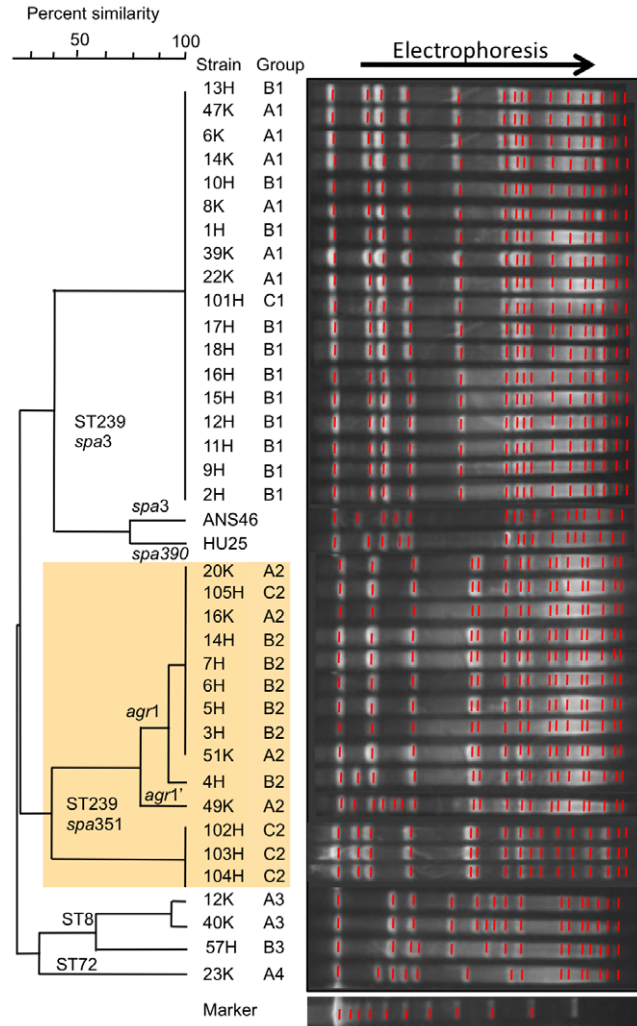 Percent similarity
50 100
Electrophoresis
Strain Group
13H B1
47K A1
6K A1
14K A1
10H B1
8K A1
1H B1
39K A1
22K A1
101H C1
17H B1
18H B1
16H B1
15H B1
ST239
12H B1
spa3
11H B1
9H B1
2H B1
spa3
ANS46
HU25
spa390
20K A2
105H C2
16K A2
14H B2
7H B2
6H B2
5H B2
agr1
3H B2
51K A2
4H B2
agr1'
49K A2
ST239
spa351
102H C2
103H C2
104H C2
12K A3
ST8
40K A3
57H B3
ST72
23K A4
Marker